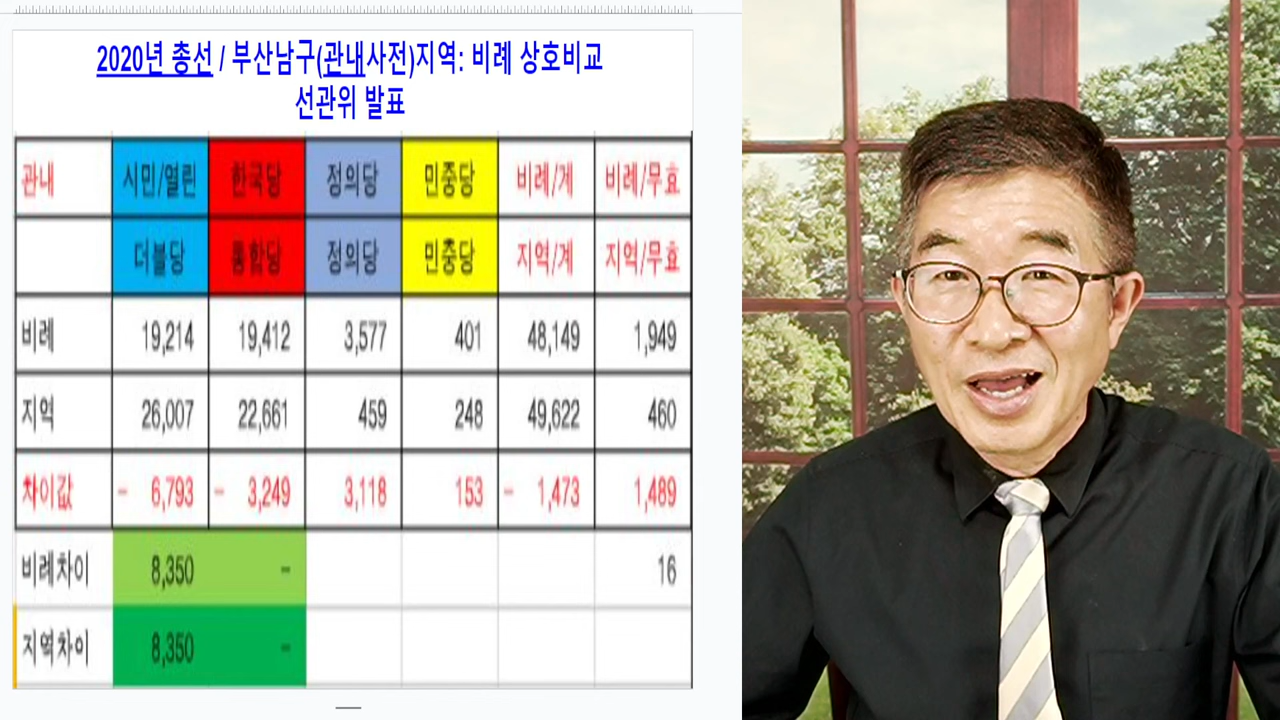 2020년 총선 / 부산남구(관내사전)지역: 비례 상호비교
선관위 발표
관내 시민/열린 한국당 정의당 민중당 비례/계 비례/무효
더블당 통합당 정의당 민중당 지역/계 지역/무효
비례 19,214 19,412 3,577 401 48,149 1,949
지역 26,007 22,661 459 248 49,622 460
차이값 - 6,793 - 3,249 3,118 153 - 1,473 1,489
비례차이 8,350 - 16
지역차이 8,350 -